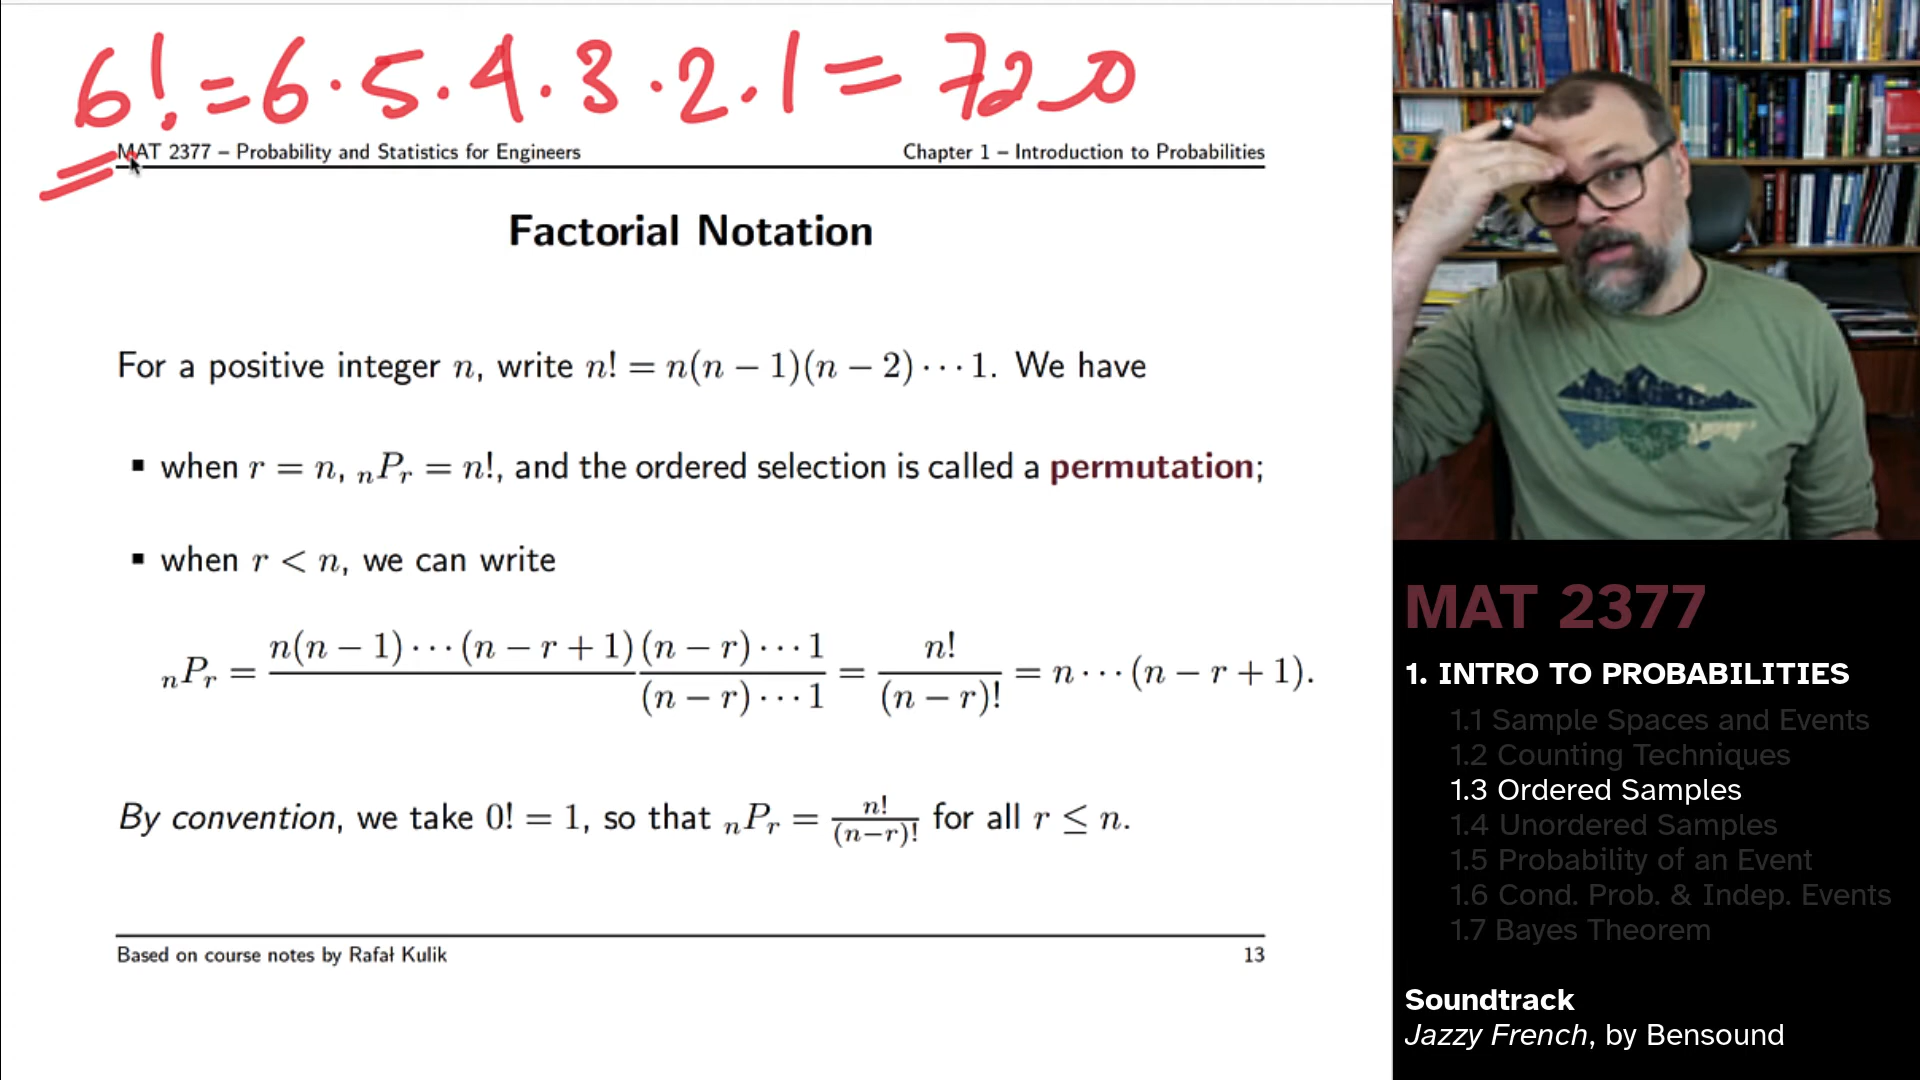 6! = 6 · 5 · 4 · 3 · 2 · 1 = 720
MAT 2377 – Probability and Statistics for Engineers
Chapter 1 – Introduction to Probabilities
Factorial Notation
For a positive integer n, write n! = n(n − 1)(n − 2) · · · 1. We have
▪ when r = n, ₙPᵣ = n!, and the ordered selection is called a permutation;
▪ when r < n, we can write
ₙPᵣ = n(n − 1) · · · (n − r + 1)(n − r) · · · 1 / (n − r) · · · 1 = n! / (n − r)! = n · · · (n − r + 1).
By convention, we take 0! = 1, so that ₙPᵣ = n!/(n−r)! for all r ≤ n.
Based on course notes by Rafał Kulik
13
MAT 2377
1. INTRO TO PROBABILITIES
1.1 Sample Spaces and Events
1.2 Counting Techniques
1.3 Ordered Samples
1.4 Unordered Samples
1.5 Probability of an Event
1.6 Cond. Prob. & Indep. Events
1.7 Bayes Theorem
Soundtrack
Jazzy French, by Bensound